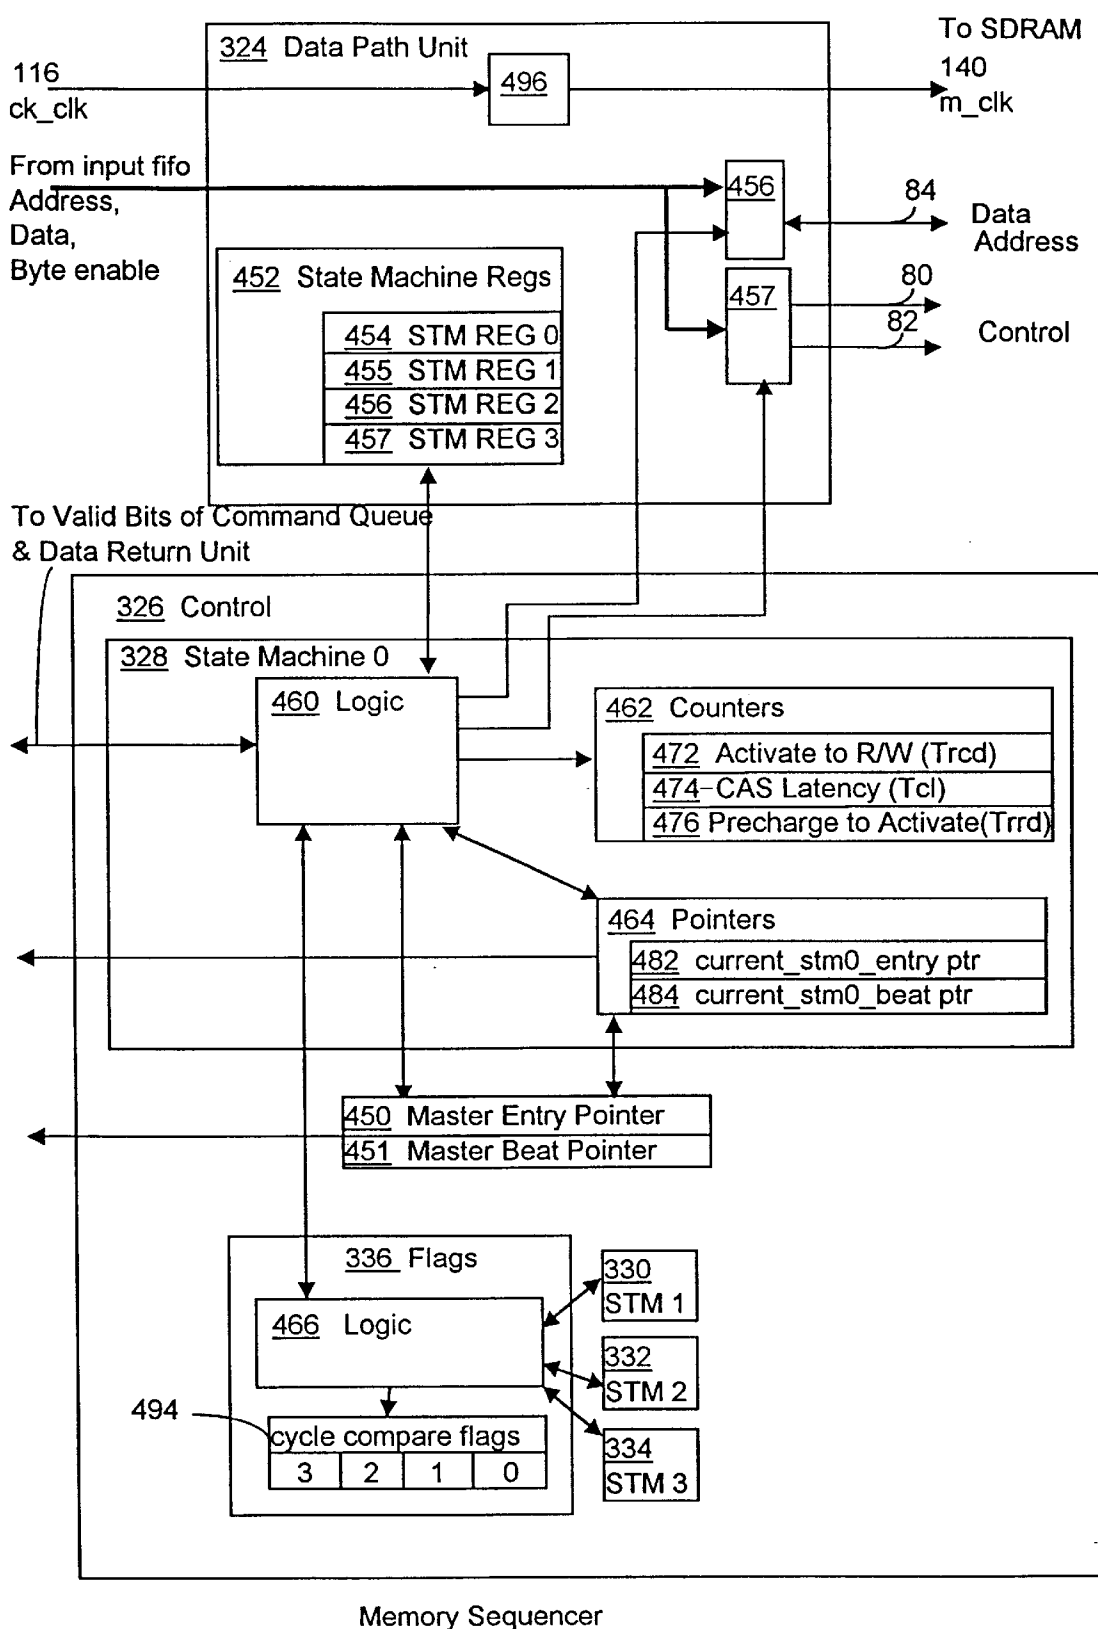 To SDRAM
324 Data Path Unit
116
ck_clk
496
140
m_clk
From input fifo
Address,
Data,
Byte enable
456
84
Data
Address
452 State Machine Regs
454 STM REG 0
455 STM REG 1
456 STM REG 2
457 STM REG 3
457
80
82
Control
To Valid Bits of Command Queue
& Data Return Unit
326 Control
328 State Machine 0
460 Logic
462 Counters
472 Activate to R/W (Trcd)
474 CAS Latency (Tcl)
476 Precharge to Activate(Trrd)
464 Pointers
482 current_stm0_entry ptr
484 current_stm0_beat ptr
450 Master Entry Pointer
451 Master Beat Pointer
336 Flags
466 Logic
330
STM 1
332
STM 2
334
STM 3
494
cycle compare flags
3 2 1 0
Memory Sequencer